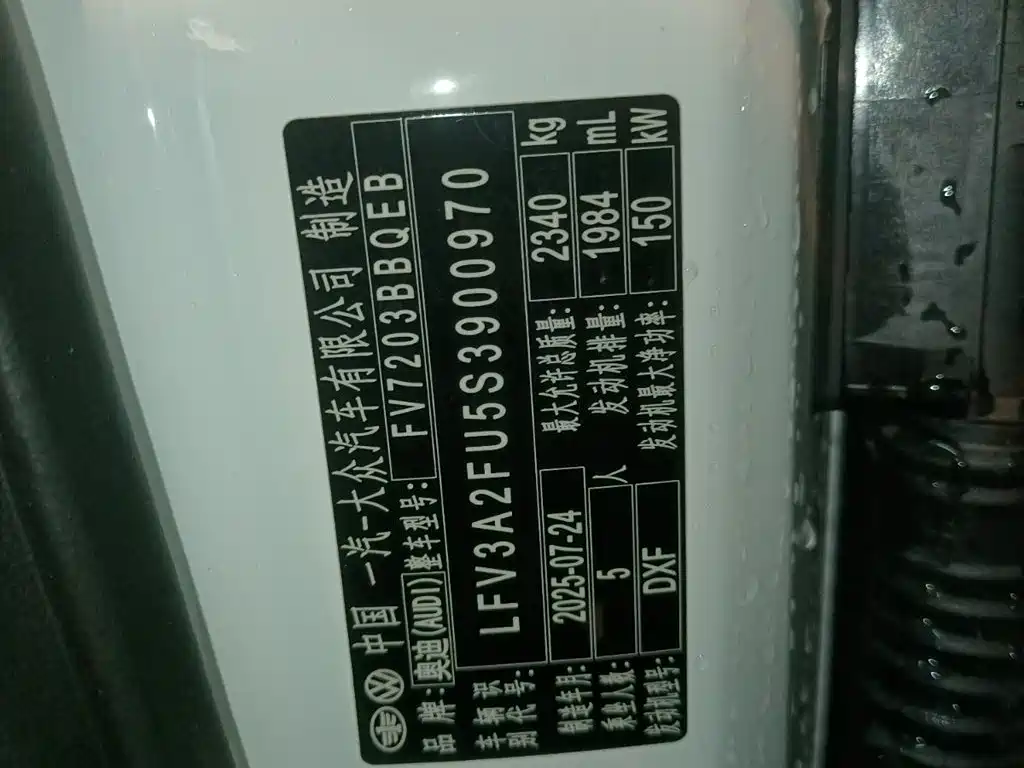 中国 一汽-大众汽车有限公司 制造
品牌: 奥迪(AUDI) 整车型号: FV7203BBQEB
车辆识别代号: LFV3A2FU5S3900970
制造年月: 2025-07-24 最大允许总质量: 2340 kg
乘坐人数: 5 人 发动机排量: 1984 mL
发动机型号: DXF 发动机最大净功率: 150 kW